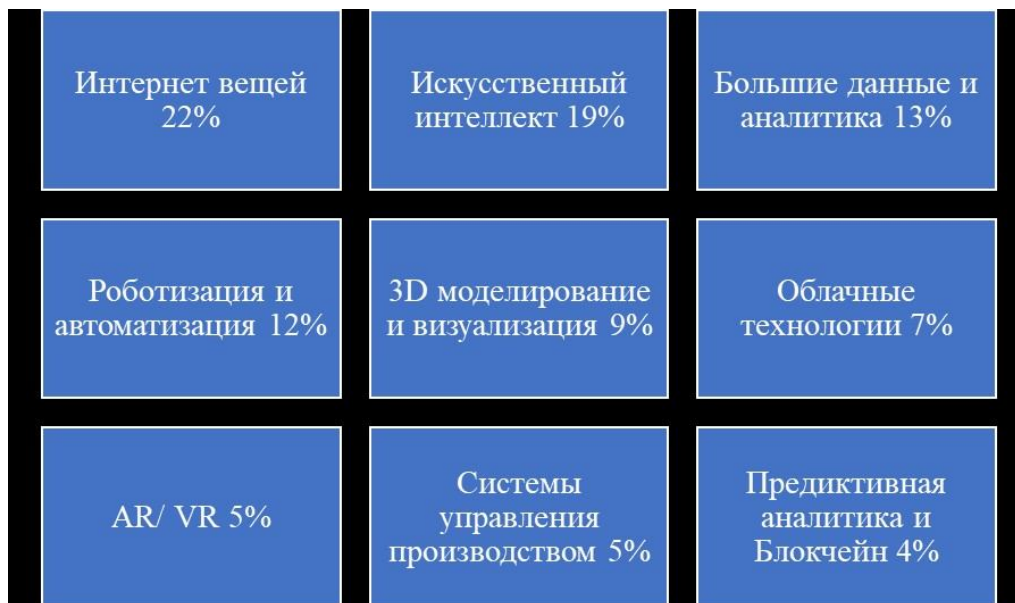 Интернет вещей
22%
Искусственный
интеллект 19%
Большие данные и
аналитика 13%
Роботизация и
автоматизация 12%
3D моделирование
и визуализация 9%
Облачные
технологии 7%
AR/ VR 5%
Системы
управления
производством 5%
Предиктивная
аналитика и
Блокчейн 4%